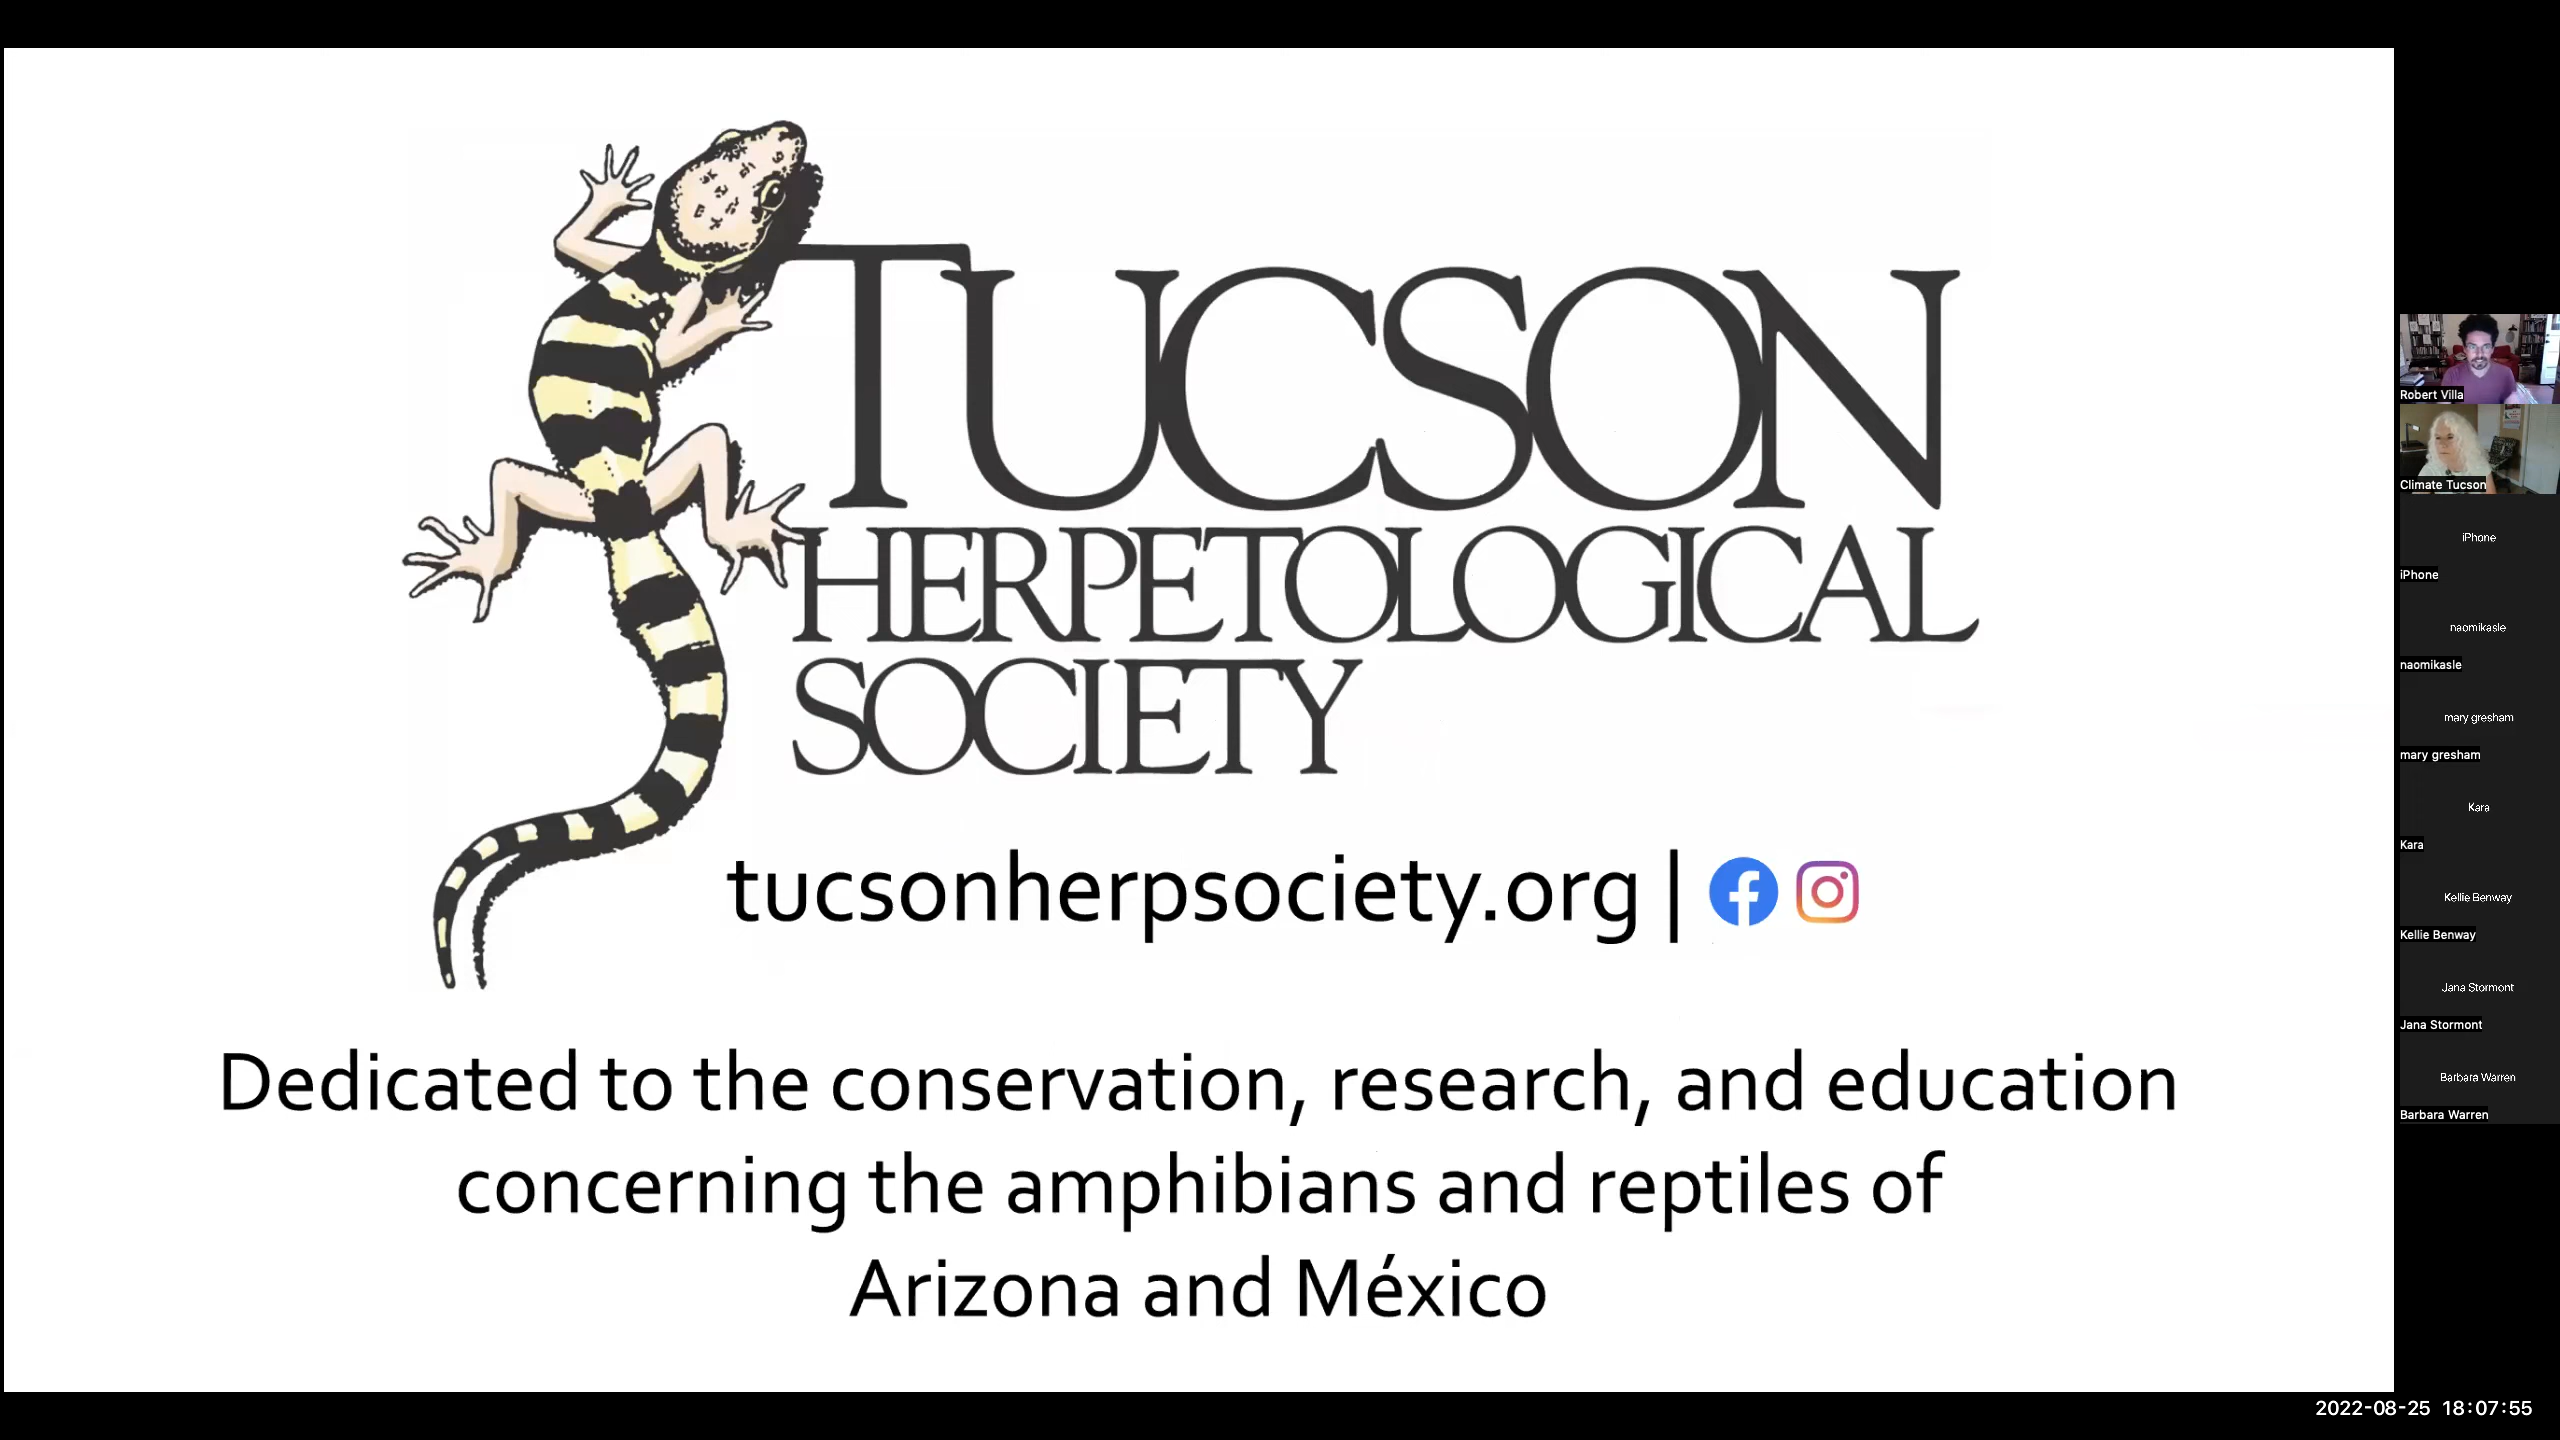 TUCSON
HERPETOLOGICAL
SOCIETY
tucsonherpsociety.org |
Dedicated to the conservation, research, and education
concerning the amphibians and reptiles of
Arizona and México
Robert Villa
Climate Tucson
iPhone
iPhone
naomikasle
naomikasle
mary gresham
mary gresham
Kara
Kara
Kellie Benway
Kellie Benway
Jana Stormont
Jana Stormont
Barbara Warren
Barbara Warren
2022-08-25 18:07:55